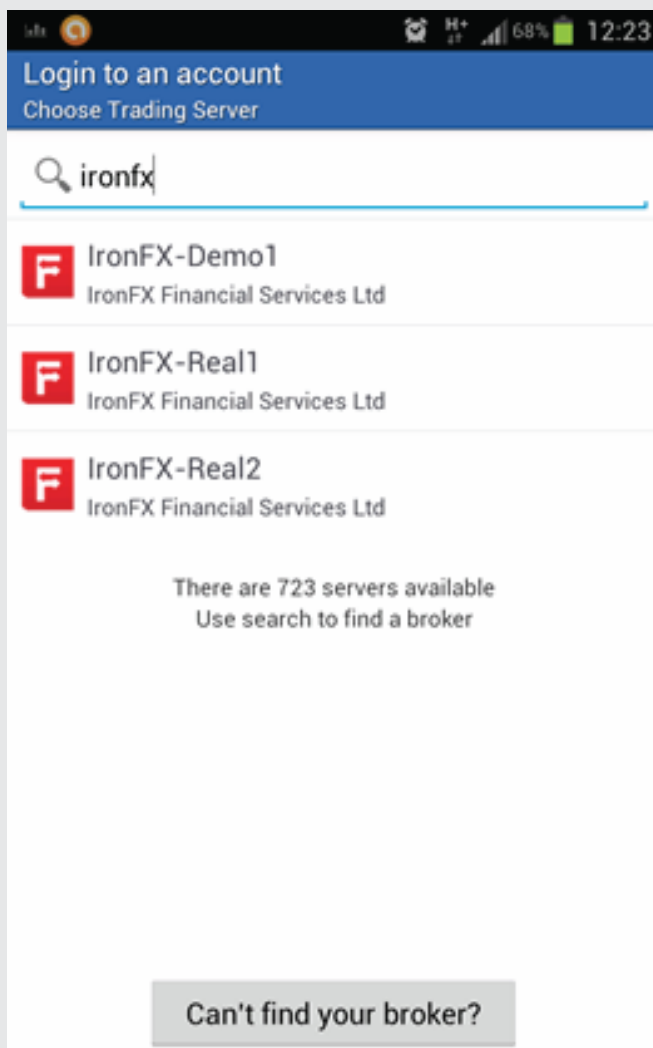 H+ 68% 12:23
Login to an account
Choose Trading Server
ironfx
IronFX-Demo1
IronFX Financial Services Ltd
IronFX-Real1
IronFX Financial Services Ltd
IronFX-Real2
IronFX Financial Services Ltd
There are 723 servers available
Use search to find a broker
Can't find your broker?